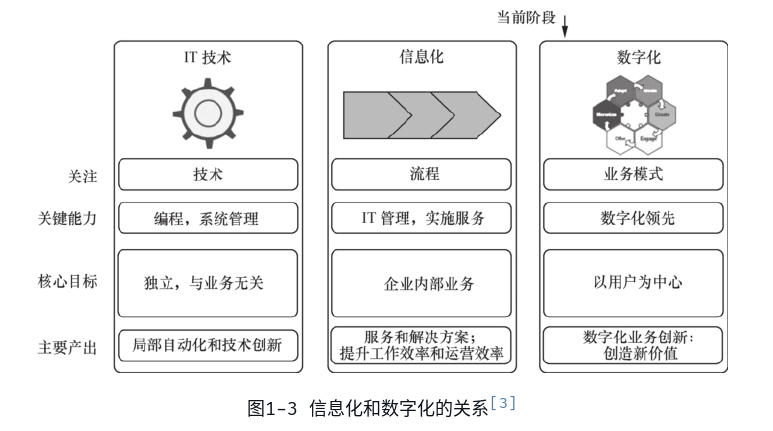 当前阶段
IT 技术
信息化
数字化
Adapt
Monetize
Create
Offer
Engage
关注
技术
流程
业务模式
关键能力
编程，系统管理
IT 管理，实施服务
数字化领先
核心目标
独立，与业务无关
企业内部业务
以用户为中心
主要产出
局部自动化和技术创新
服务和解决方案；
提升工作效率和运营效率
数字化业务创新：
创造新价值
图1-3 信息化和数字化的关系[3]